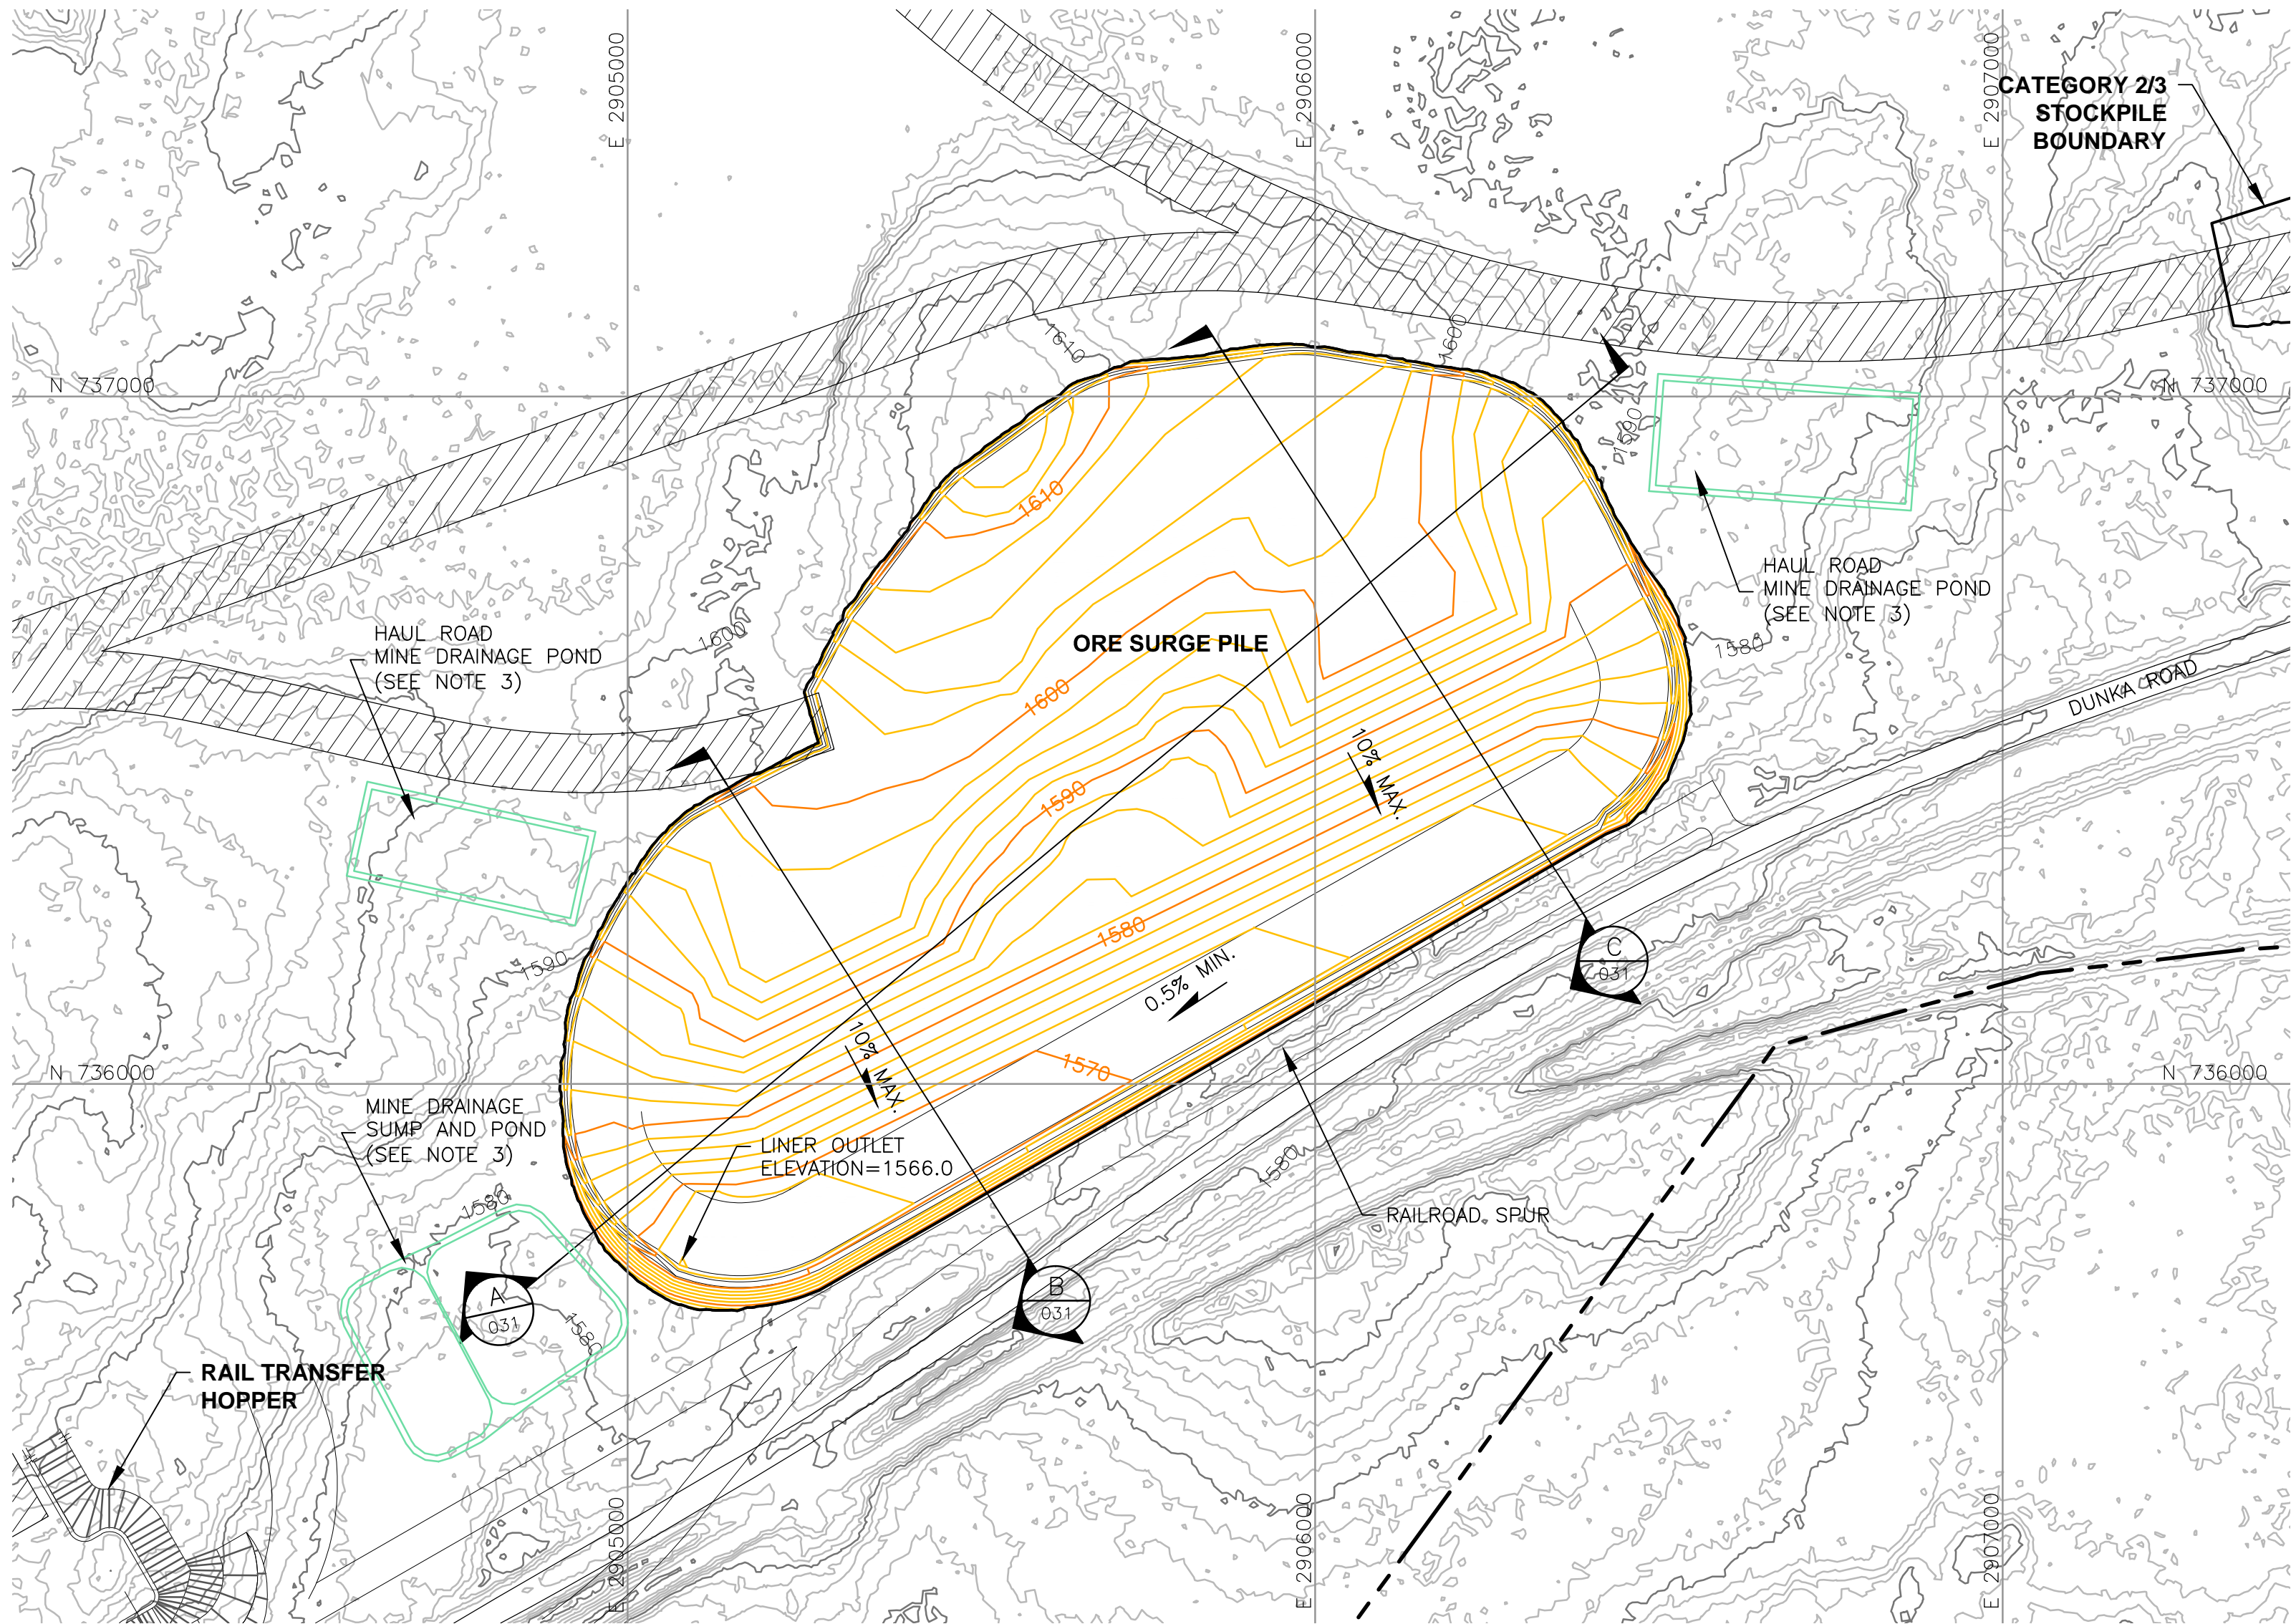 E 2905000
E 2906000
E 2907000
CATEGORY 2/3
STOCKPILE
BOUNDARY
1610
1600
N 737000
N 737000
1590
1610
HAUL ROAD
MINE DRAINAGE POND
(SEE NOTE 3)
HAUL ROAD
MINE DRAINAGE POND
(SEE NOTE 3)
1600
ORE SURGE PILE
1580
DUNKA ROAD
1600
10% MAX.
1590
1580
1590
0.5% MIN.
C
031
10% MAX.
1570
N 736000
N 736000
MINE DRAINAGE
SUMP AND POND
(SEE NOTE 3)
LINER OUTLET
ELEVATION=1566.0
1580
1580
RAILROAD SPUR
A
031
B
031
1580
RAIL TRANSFER
HOPPER
E 2905000
E 2906000
E 2907000